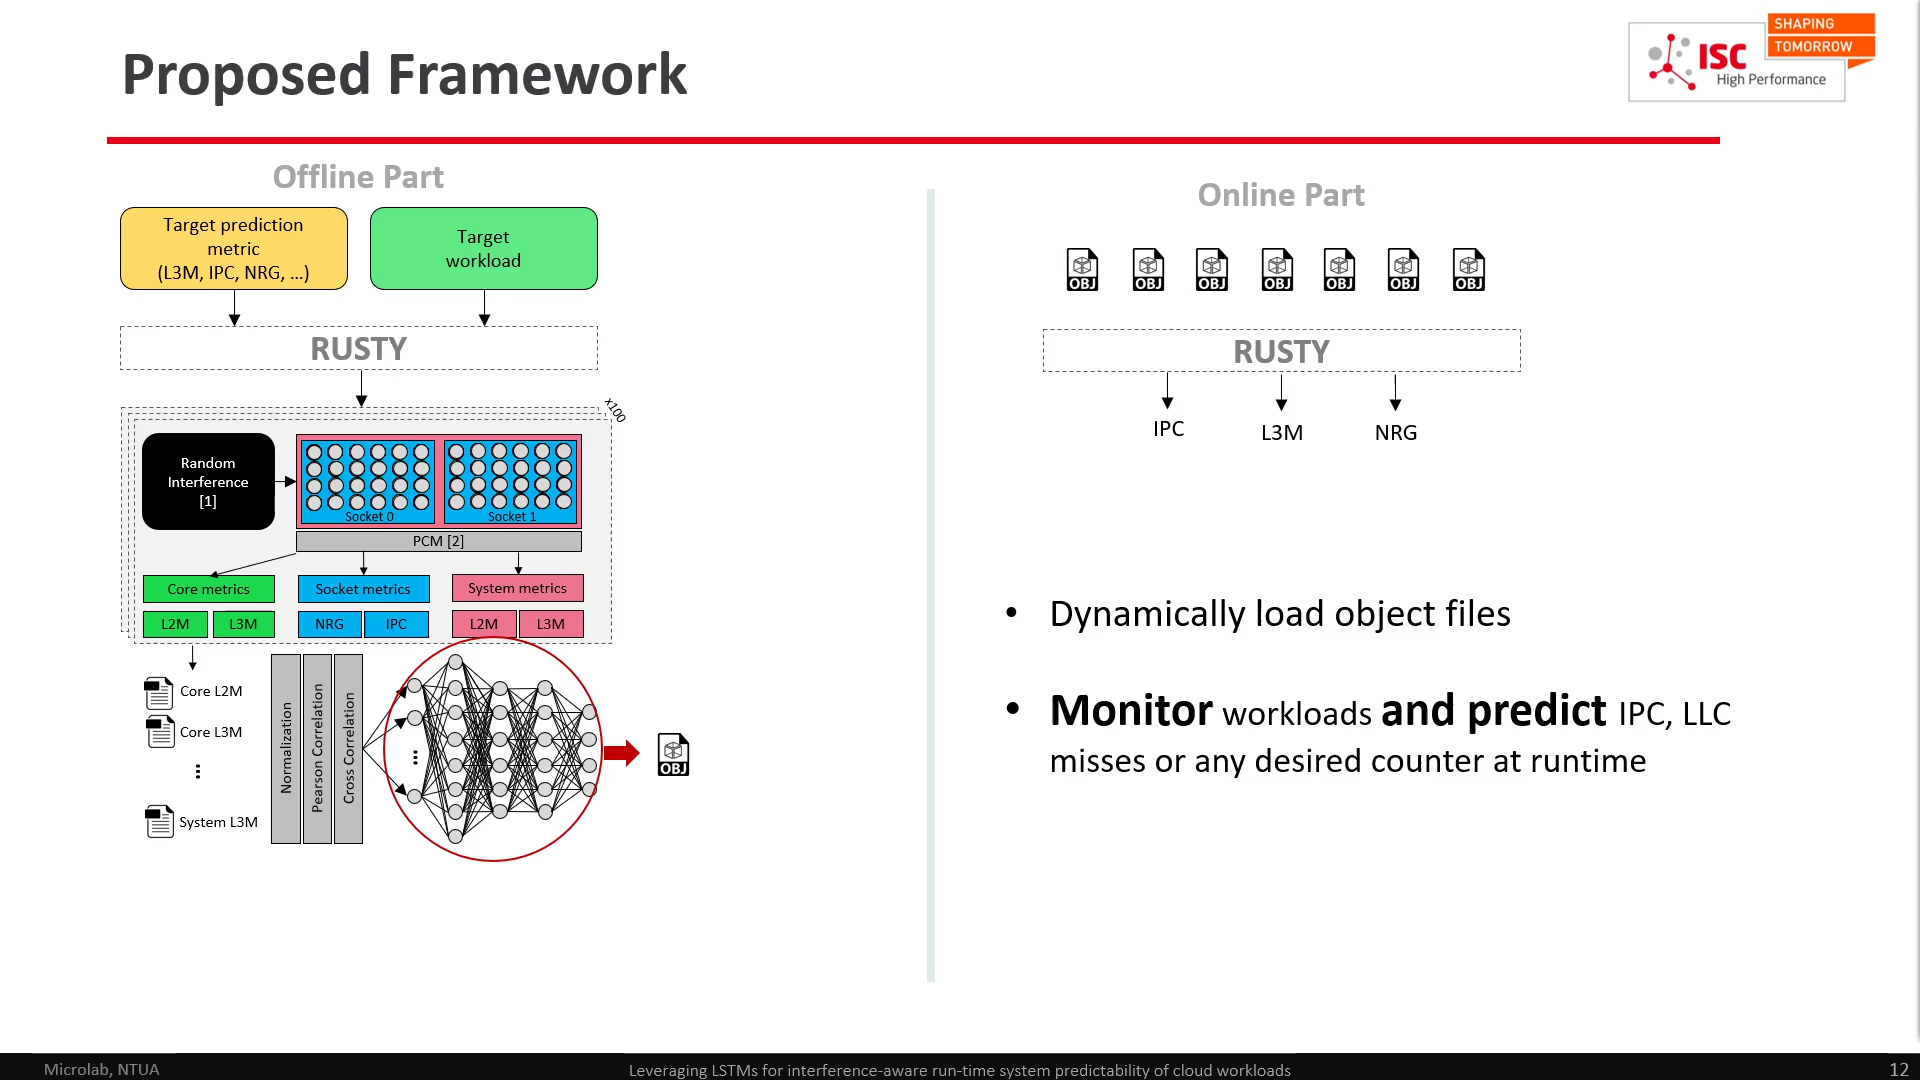 Proposed Framework
SHAPING
TOMORROW
ISC
High Performance
Offline Part
Target prediction
metric
(L3M, IPC, NRG, ...)
Target
workload
RUSTY
x100
Random
Interference
[1]
Socket 0
Socket 1
PCM [2]
Core metrics
Socket metrics
System metrics
L2M
L3M
NRG
IPC
L2M
L3M
Core L2M
Core L3M
System L3M
Normalization
Pearson Correlation
Cross Correlation
OBJ
Online Part
OBJ
OBJ
OBJ
OBJ
OBJ
OBJ
OBJ
RUSTY
IPC
L3M
NRG
• Dynamically load object files
• Monitor workloads and predict IPC, LLC
misses or any desired counter at runtime
Microlab, NTUA
Leveraging LSTMs for interference-aware run-time system predictability of cloud workloads
12